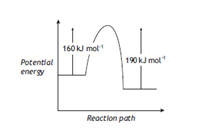 160 kJ mol⁻¹
190 kJ mol⁻¹
Potential
energy
Reaction path